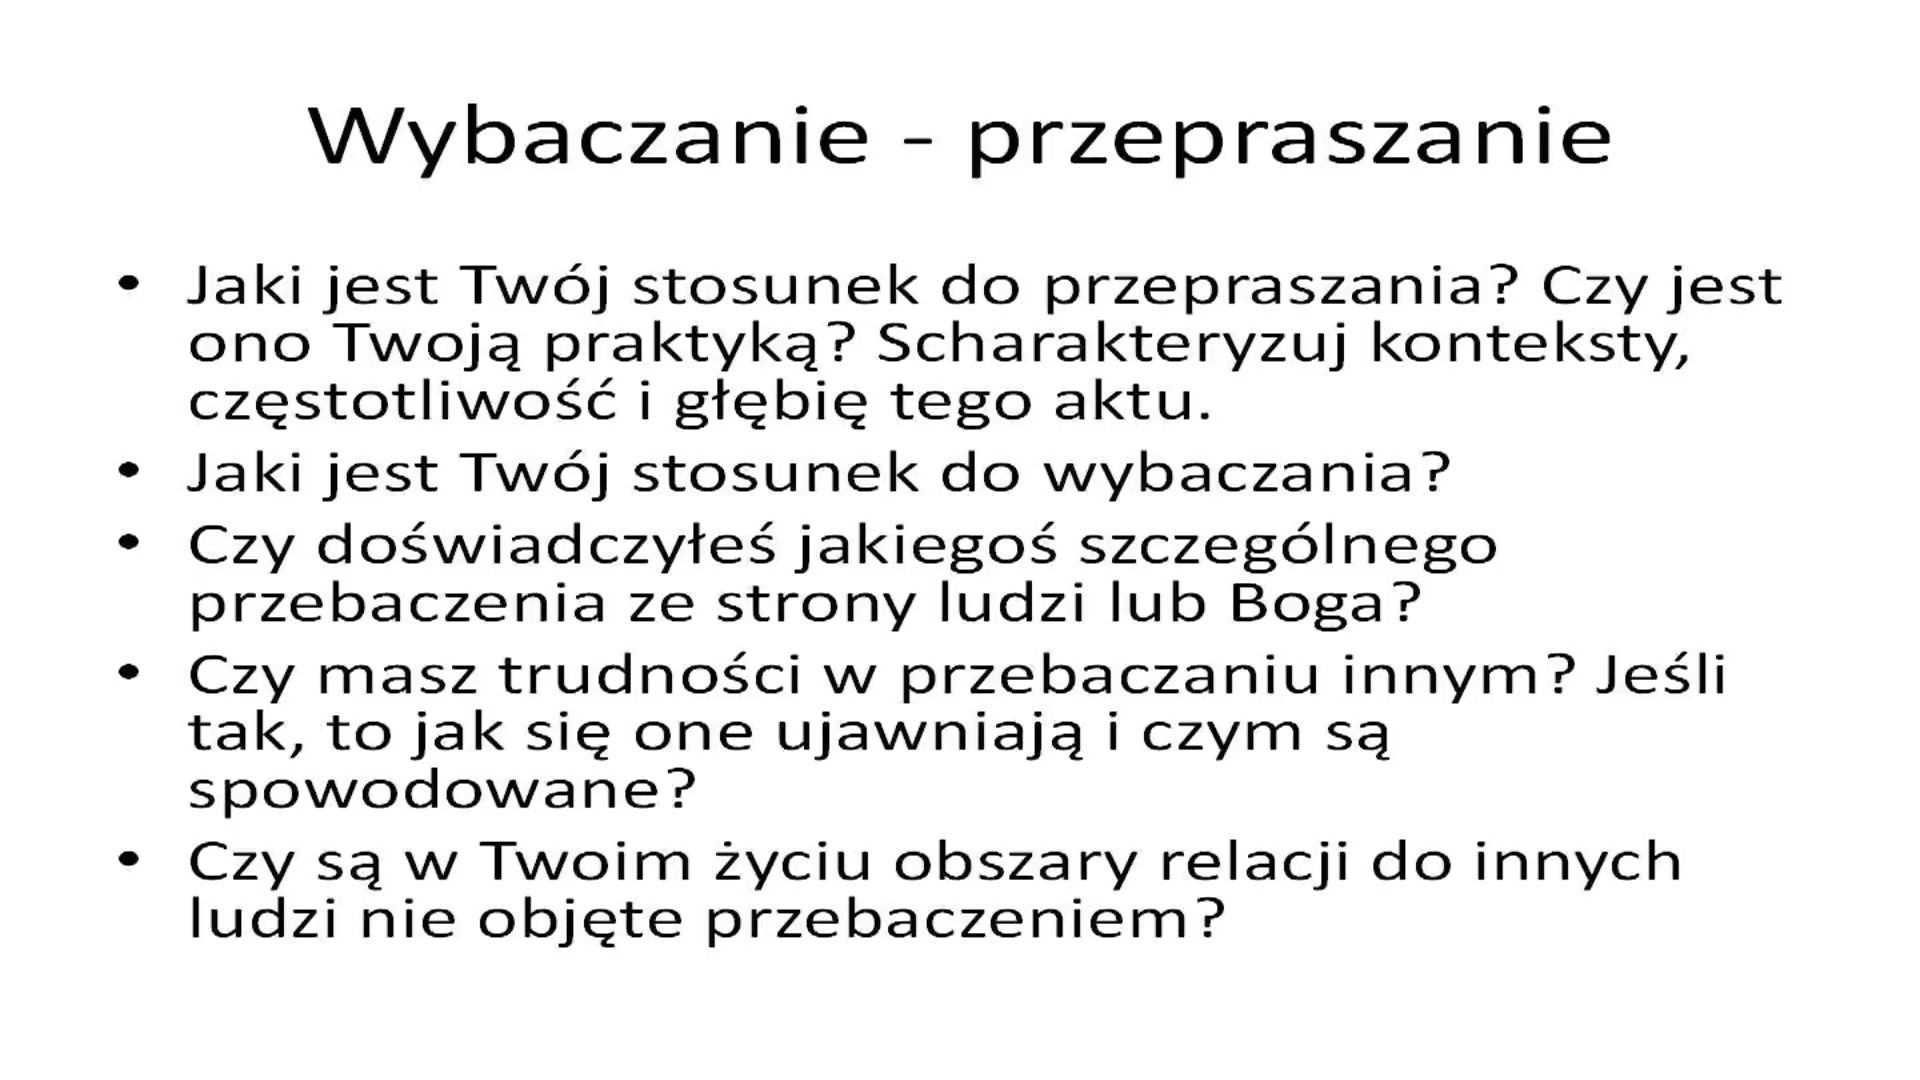 Wybaczanie - przepraszanie
• Jaki jest Twój stosunek do przepraszania? Czy jest
ono Twoją praktyką? Scharakteryzuj konteksty,
częstotliwość i głębię tego aktu.
• Jaki jest Twój stosunek do wybaczania?
• Czy doświadczyłeś jakiegoś szczególnego
przebaczenia ze strony ludzi lub Boga?
• Czy masz trudności w przebaczaniu innym? Jeśli
tak, to jak się one ujawniają i czym są
spowodowane?
• Czy są w Twoim życiu obszary relacji do innych
ludzi nie objęte przebaczeniem?